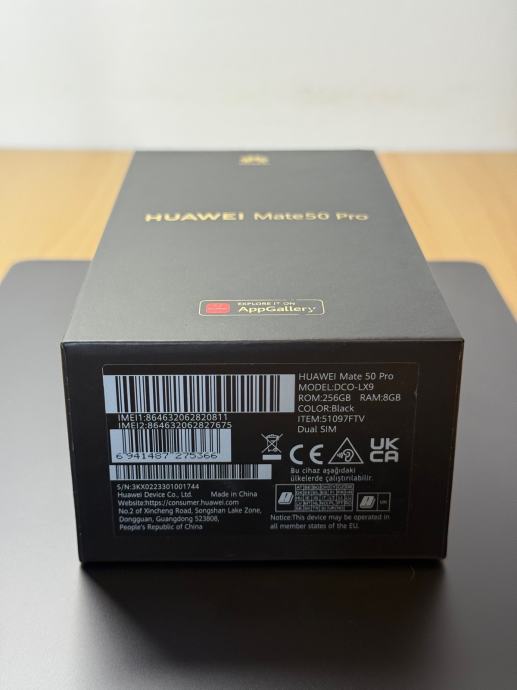 HUAWEI Mate50 Pro
EXPLORE IT ON
AppGallery
HUAWEI Mate 50 Pro
MODEL:DCO-LX9
ROM:256GB RAM:8GB
COLOR:Black
ITEM:51097FTV
Dual SIM
IMEI1:864632062820811
IMEI2:864632062827675
6 941487 275366
S/N:3KX0223301001744
Huawei Device Co., Ltd. Made in China
Website:https://consumer.huawei.com
No.2 of Xincheng Road, Songshan Lake Zone,
Dongguan, Guangdong 523808,
People's Republic of China
CE
UK
CA
Bu cihaz aşağıdaki
ülkelerde çalıştırılabilir.
UK
Notice:This device may be operated in
all member states of the EU.